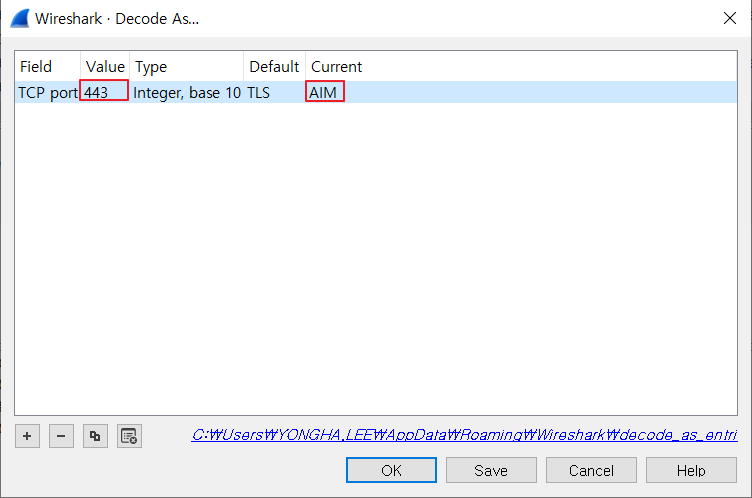 Wireshark · Decode As...
Field Value Type Default Current
TCP port 443 Integer, base 10 TLS AIM
C:₩Users₩YONGHA.LEE₩AppData₩Roaming₩Wireshark₩decode_as_entri
OK Save Cancel Help